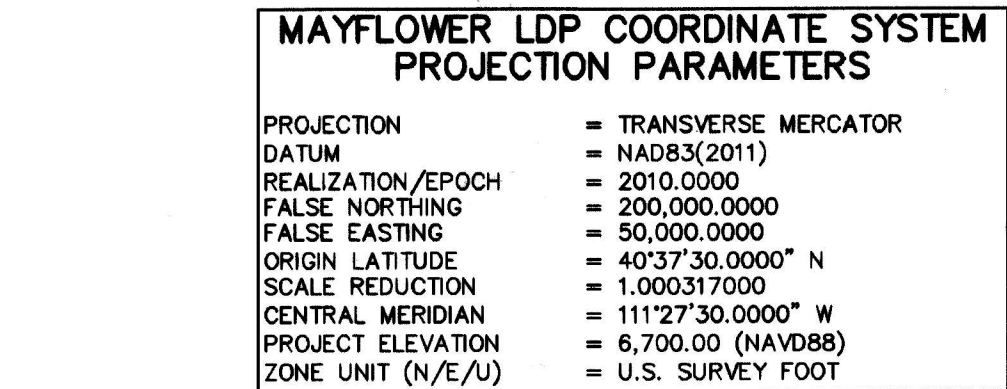 MAYFLOWER LDP COORDINATE SYSTEM
PROJECTION PARAMETERS
PROJECTION = TRANSVERSE MERCATOR
DATUM = NAD83(2011)
REALIZATION/EPOCH = 2010.0000
FALSE NORTHING = 200,000.0000
FALSE EASTING = 50,000.0000
ORIGIN LATITUDE = 40°37'30.0000" N
SCALE REDUCTION = 1.000317000
CENTRAL MERIDIAN = 111°27'30.0000" W
PROJECT ELEVATION = 6,700.00 (NAVD88)
ZONE UNIT (N/E/U) = U.S. SURVEY FOOT